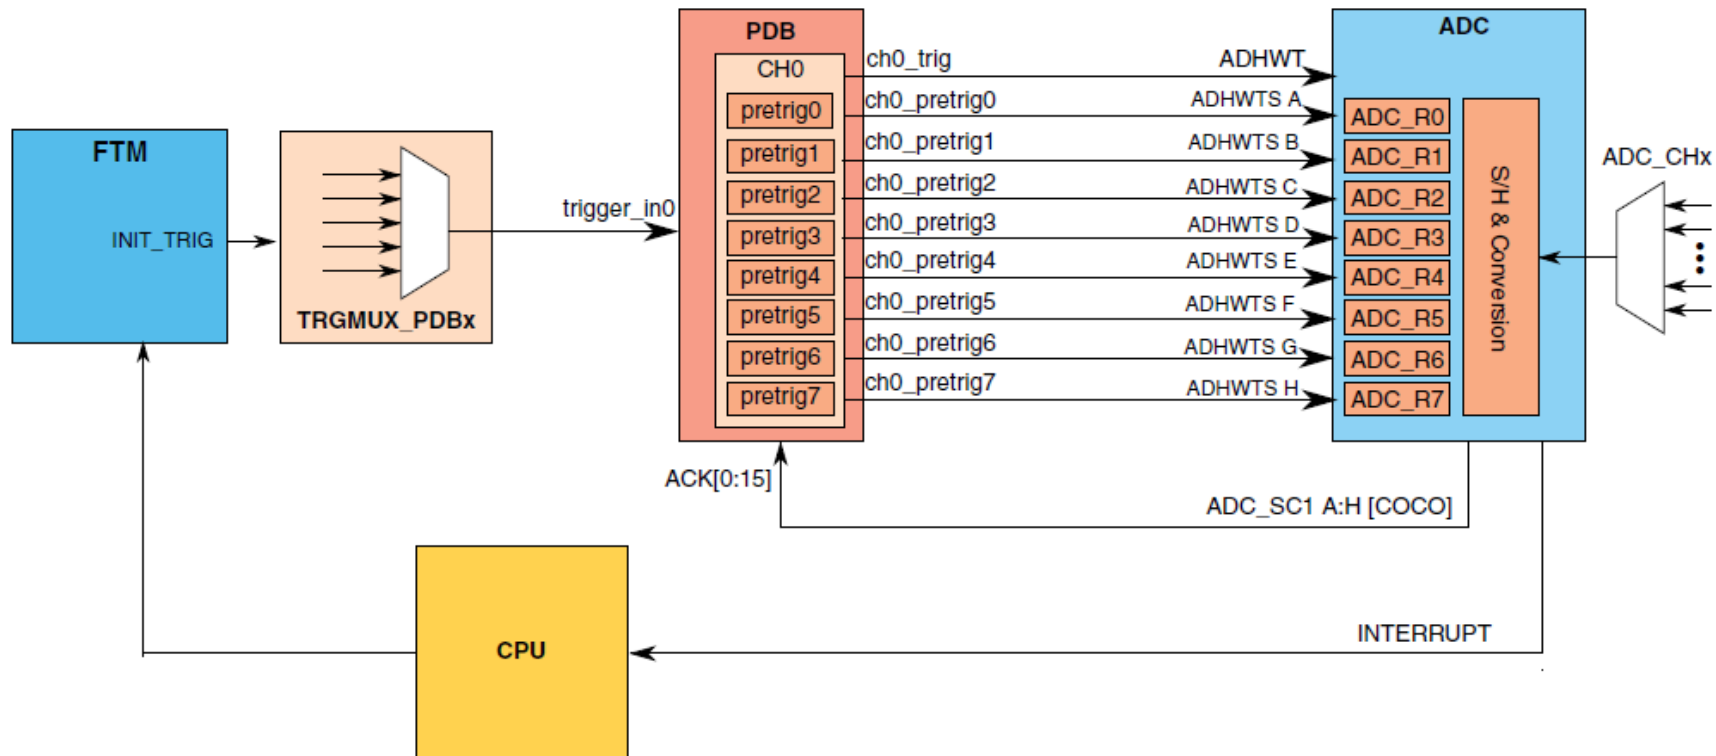 FTM
INIT_TRIG
TRGMUX_PDBx
trigger_in0
PDB
CH0
pretrig0
pretrig1
pretrig2
pretrig3
pretrig4
pretrig5
pretrig6
pretrig7
ch0_trig
ADHWT
ch0_pretrig0
ADHWTS A
ch0_pretrig1
ADHWTS B
ch0_pretrig2
ADHWTS C
ch0_pretrig3
ADHWTS D
ch0_pretrig4
ADHWTS E
ch0_pretrig5
ADHWTS F
ch0_pretrig6
ADHWTS G
ch0_pretrig7
ADHWTS H
ADC
ADC_R0
ADC_R1
ADC_R2
ADC_R3
ADC_R4
ADC_R5
ADC_R6
ADC_R7
S/H & Conversion
ADC_CHx
ACK[0:15]
ADC_SC1 A:H [COCO]
INTERRUPT
CPU